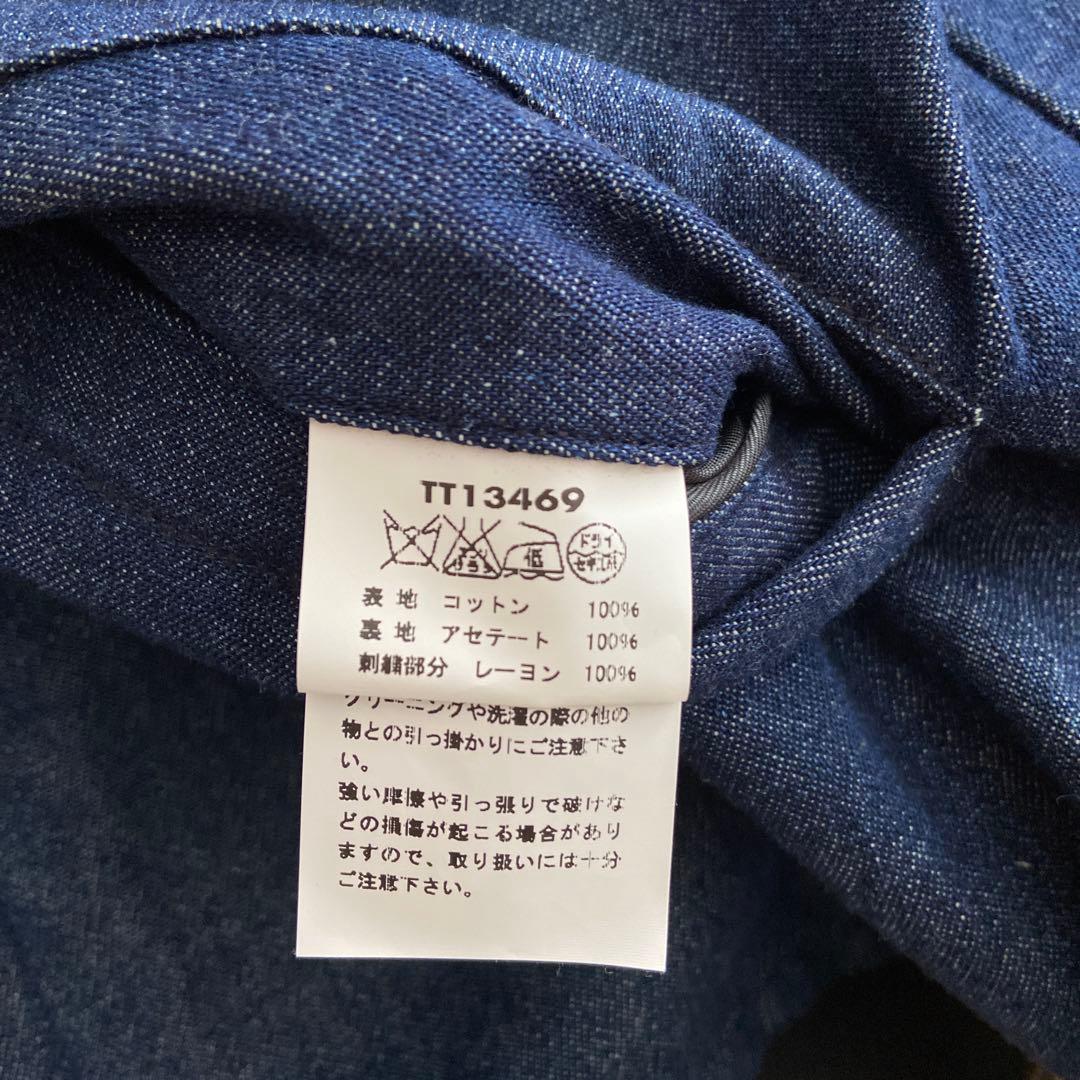 TT13469
低 ドライ
表地 コットン 100%
裏地 アセテート 100%
刺繍部分 レーヨン 100%
クリーニングや洗濯の際の他の
物との引っ掛かりにご注意下さ
い。
強い摩擦や引っ張りで破けな
どの損傷が起こる場合があり
ますので、取り扱いには十分
ご注意下さい。